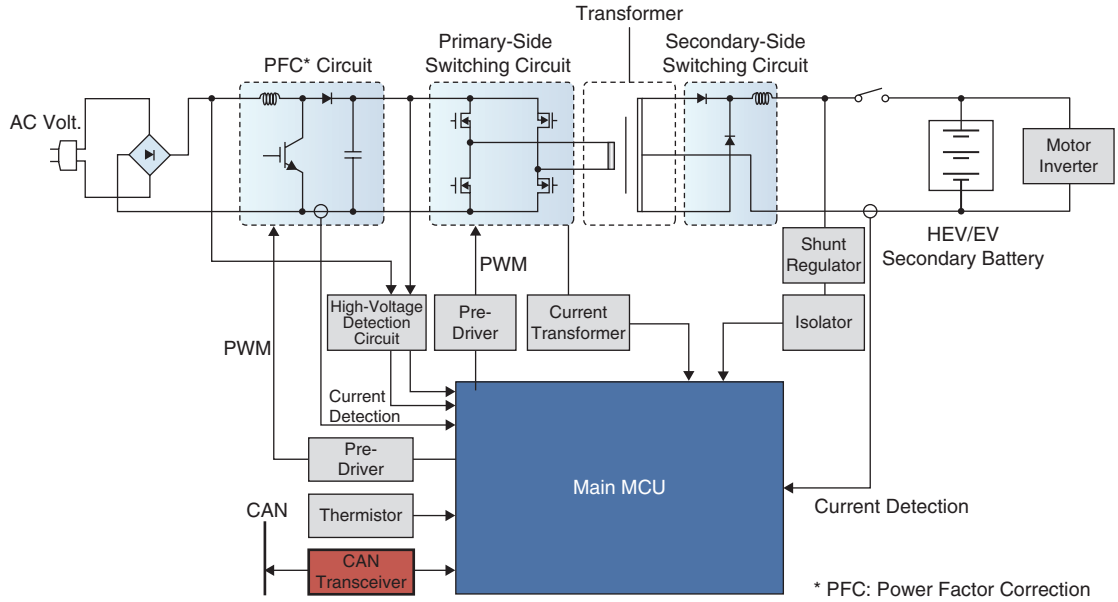 Transformer
PFC* Circuit
Primary-Side
Switching Circuit
Secondary-Side
Switching Circuit
AC Volt.
Motor
Inverter
HEV/EV
Secondary Battery
Shunt
Regulator
Isolator
PWM
High-Voltage
Detection
Circuit
Pre-
Driver
Current
Transformer
PWM
Current
Detection
Pre-
Driver
Main MCU
Current Detection
CAN
Thermistor
CAN
Transceiver
* PFC: Power Factor Correction